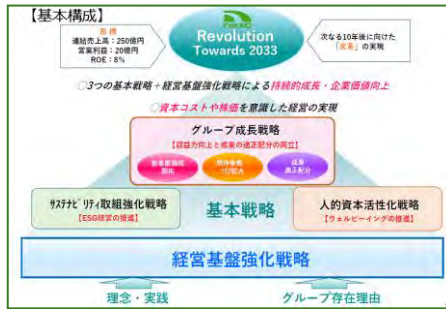 【基本構成】
目標
連結売上高：250億円
営業利益：20億円
ROE：8%
Revolution
Towards 2033
次なる10年後に向けた
「変革」の実現
○3つの基本戦略＋経営基盤強化戦略による持続的成長・企業価値向上
○資本コストや株価を意識した経営の実現
グループ成長戦略
【収益力向上と成果の適正配分の両立】
開拓
成果
適正配分
ｻｽﾃﾅﾋﾞﾘﾃｨ取組強化戦略
【ESG経営の推進】
基本戦略
人的資本活性化戦略
【ウェルビーイングの推進】
経営基盤強化戦略
理念・実践
グループ存在理由